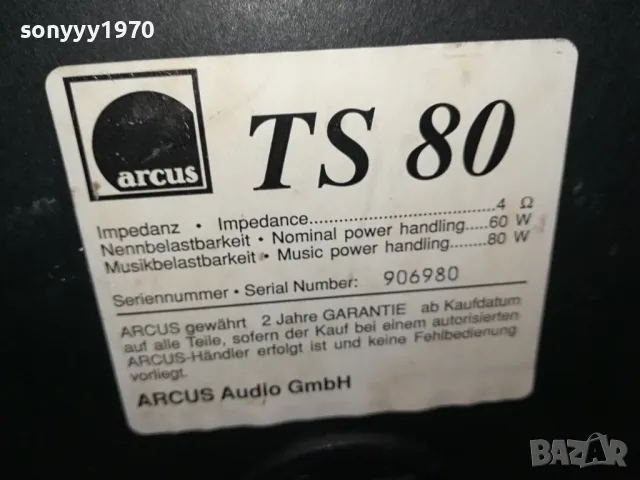 sonyyy1970
arcus
TS 80
Impedanz • Impedance....................................4 Ω
Nennbelastbarkeit • Nominal power handling....60 W
Musikbelastbarkeit • Music power handling.......80 W
Seriennummer • Serial Number: 906980
ARCUS gewährt 2 Jahre GARANTIE ab Kaufdatum
auf alle Teile, sofern der Kauf bei einem autorisierten
ARCUS-Händler erfolgt ist und keine Fehlbedienung
vorliegt.
ARCUS Audio GmbH
BAZAR